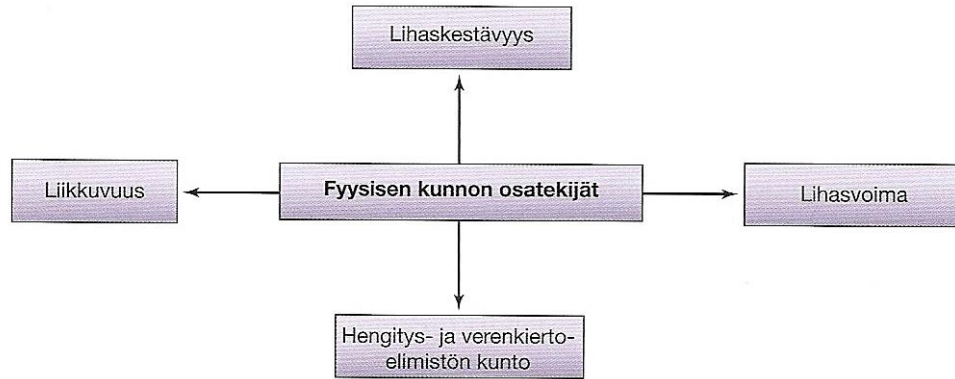 Lihaskestävyys
Liikkuvuus
Fyysisen kunnon osatekijät
Lihasvoima
Hengitys- ja verenkierto-
elimistön kunto